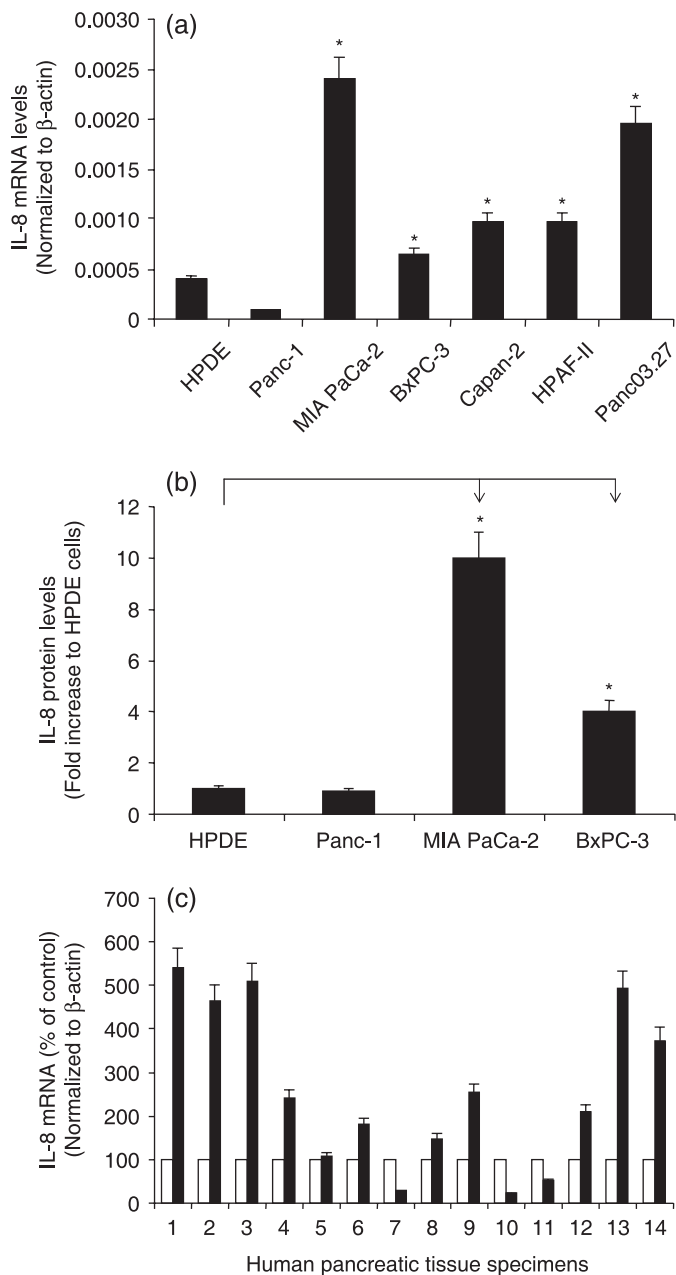 (a)
IL-8 mRNA levels
(Normalized to β-actin)
0.0030
0.0025
0.0020
0.0015
0.0010
0.0005
0
*
*
*
*
*
HPDE
Panc-1
MIA PaCa-2
BxPC-3
Capan-2
HPAF-II
Panc03.27
(b)
IL-8 protein levels
(Fold increase to HPDE cells)
12
10
8
6
4
2
0
*
*
HPDE Panc-1 MIA PaCa-2 BxPC-3
(c)
IL-8 mRNA (% of control)
(Normalized to β-actin)
700
600
500
400
300
200
100
0
1 2 3 4 5 6 7 8 9 10 11 12 13 14
Human pancreatic tissue specimens